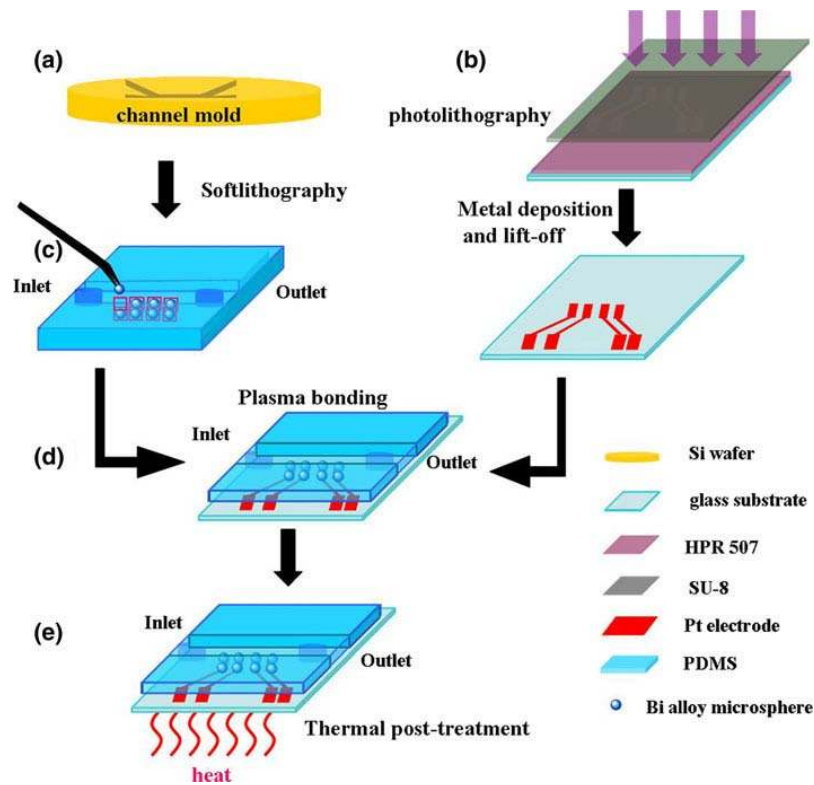 (a)
channel mold
Softlithography
(b)
photolithography
Metal deposition
and lift-off
(c)
Inlet
Outlet
Plasma bonding
(d)
Inlet
Outlet
(e)
Inlet
Outlet
Thermal post-treatment
heat
Si wafer
glass substrate
HPR 507
SU-8
Pt electrode
PDMS
Bi alloy microsphere